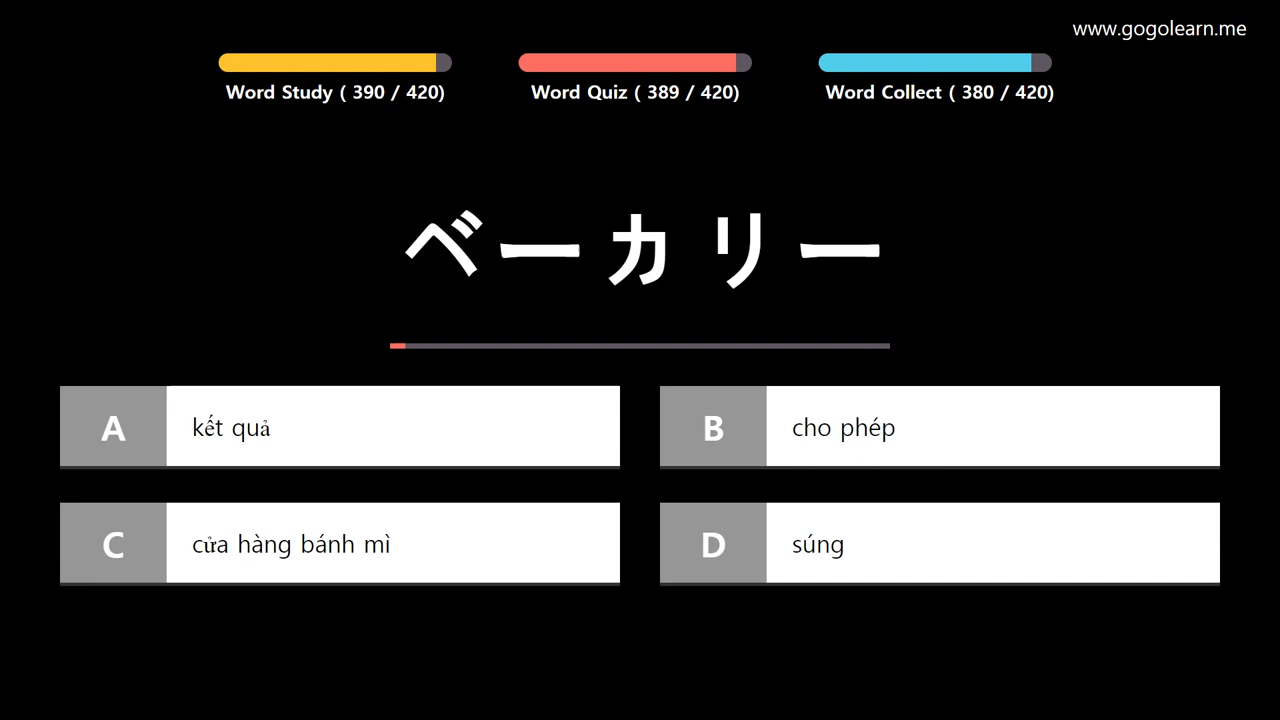 www.gogolearn.me
Word Study ( 390 / 420)
Word Quiz ( 389 / 420)
Word Collect ( 380 / 420)
ベーカリー
A
kết quả
B
cho phép
C
cửa hàng bánh mì
D
súng